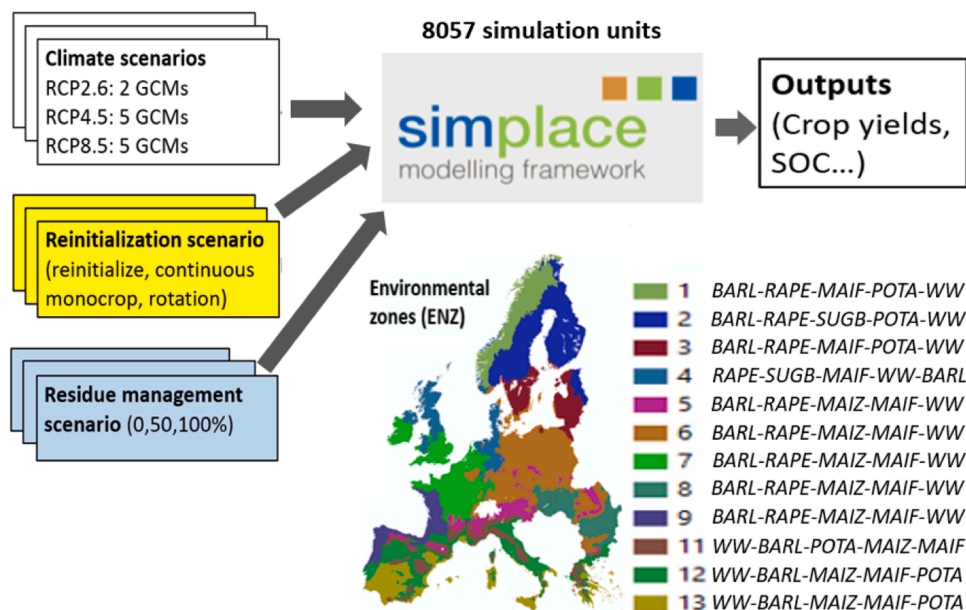 Climate scenarios
RCP2.6: 2 GCMs
RCP4.5: 5 GCMs
RCP8.5: 5 GCMs
Reinitialization scenario
(reinitialize, continuous
monocrop, rotation)
Residue management
scenario (0,50,100%)
8057 simulation units
simplace
modelling framework
Outputs
(Crop yields,
SOC...)
Environmental
zones (ENZ)
1 BARL-RAPE-MAIF-POTA-WW
2 BARL-RAPE-SUGB-POTA-WW
3 BARL-RAPE-MAIF-POTA-WW
4 RAPE-SUGB-MAIF-WW-BARL
5 BARL-RAPE-MAIZ-MAIF-WW
6 BARL-RAPE-MAIZ-MAIF-WW
7 BARL-RAPE-MAIZ-MAIF-WW
8 BARL-RAPE-MAIZ-MAIF-WW
9 BARL-RAPE-MAIZ-MAIF-WW
11 WW-BARL-POTA-MAIZ-MAIF
12 WW-BARL-MAIZ-MAIF-POTA
13 WW-BARL-MAIZ-MAIF-POTA